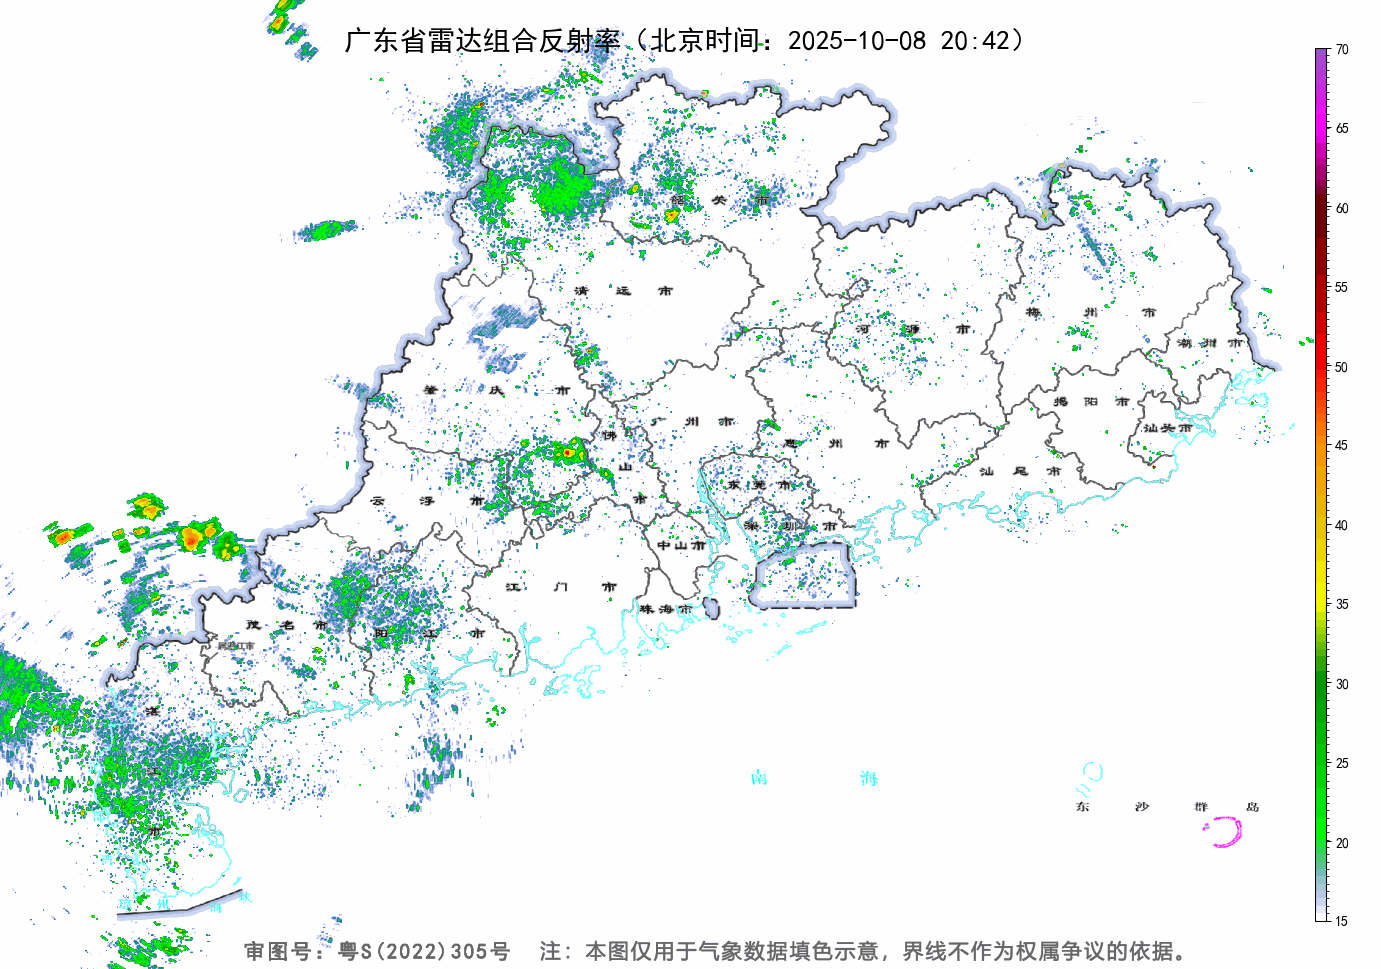 广东省雷达组合反射率（北京时间：2025-10-08 20:42）
70
65
60
55
50
45
40
35
30
25
20
15
韶关市
清远市
河源市
梅州市
潮州市
肇庆市
广州市
佛山市
惠州市
揭阳市
汕头市
汕尾市
云浮市
东莞市
深圳市
中山市
江门市
珠海市
茂名市
阳江市
湛江市
南海
东沙群岛
琼州海峡
审图号：粤S(2022)305号 注：本图仅用于气象数据填色示意，界线不作为权属争议的依据。